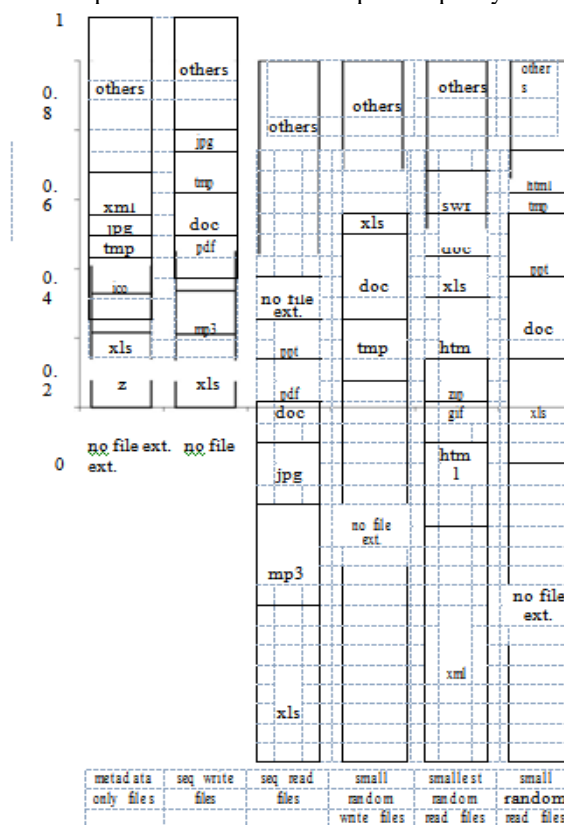 1
0.
8
0.
6
0.
4
0.
2
0
others
xml
jpg
tmp
ico
xls
z
no file ext.
others
jpg
tmp
doc
pdf
mp3
xls
no file
ext.
others
no file
ext.
ppt
pdf
doc
jpg
mp3
xls
others
xls
doc
tmp
no file
ext.
others
swf
doc
xls
htm
zip
gif
htm
l
xml
other
s
html
tmp
ppt
doc
xls
no file
ext.
metadata
only files
seq write
files
seq read
files
small
random
write files
smallest
random
read files
small
random
read files